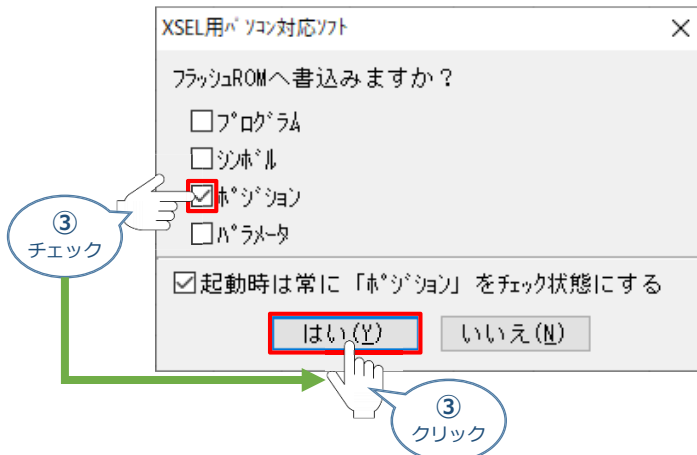 XSEL用ﾊﾟｿｺﾝ対応ｿﾌﾄ
ﾌﾗｯｼｭROMへ書込みますか？
ﾌﾟﾛｸﾞﾗﾑ
ｼﾝﾎﾞﾙ
ﾎﾟｼﾞｼｮﾝ
ﾊﾟﾗﾒｰﾀ
③
チェック
起動時は常に「ﾎﾟｼﾞｼｮﾝ」をﾁｪｯｸ状態にする
はい(Y) いいえ(N)
③
クリック